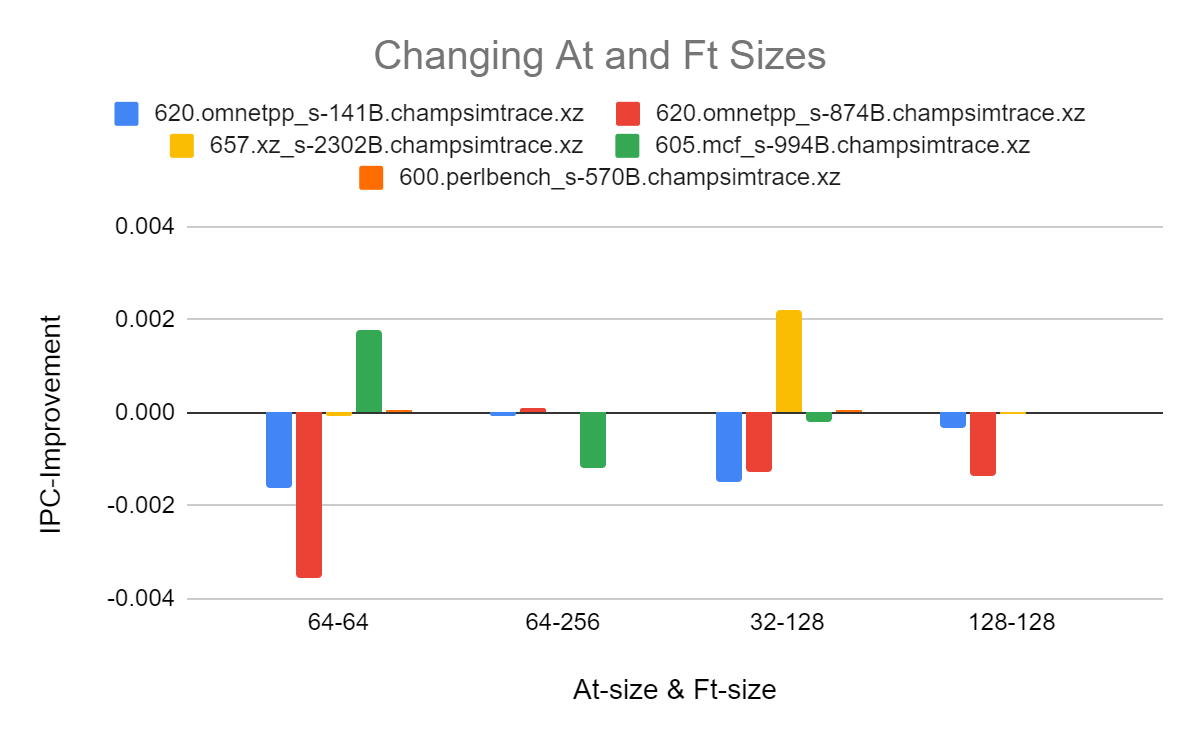 Changing At and Ft Sizes
620.omnetpp_s-141B.champsimtrace.xz 620.omnetpp_s-874B.champsimtrace.xz
657.xz_s-2302B.champsimtrace.xz 605.mcf_s-994B.champsimtrace.xz
600.perlbench_s-570B.champsimtrace.xz
IPC-Improvement
0.004
0.002
0.000
-0.002
-0.004
64-64 64-256 32-128 128-128
At-size & Ft-size